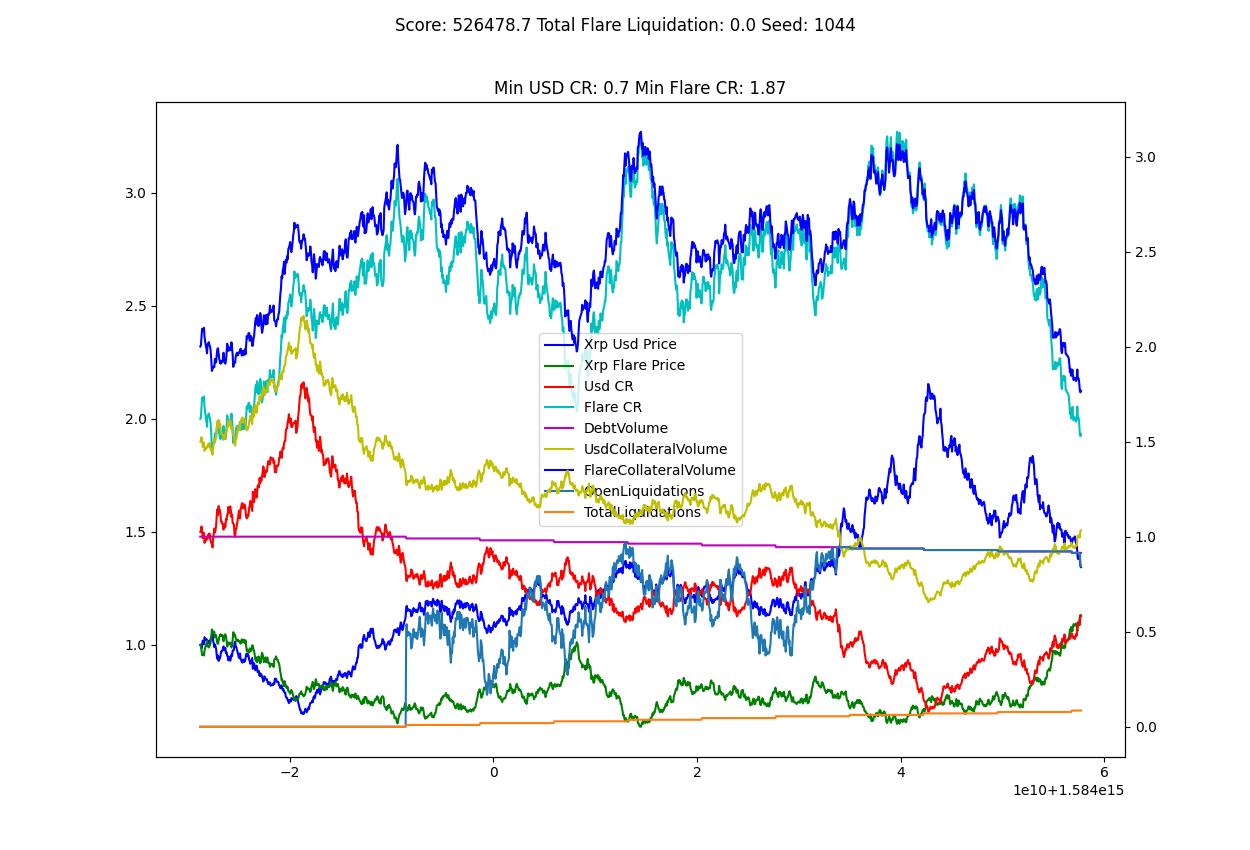 Score: 526478.7 Total Flare Liquidation: 0.0 Seed: 1044
Min USD CR: 0.7 Min Flare CR: 1.87
3.0
2.5
2.0
1.5
1.0
Xrp Usd Price
Xrp Flare Price
Usd CR
Flare CR
DebtVolume
UsdCollateralVolume
FlareCollateralVolume
OpenLiquidations
TotalLiquidations
3.0
2.5
2.0
1.5
1.0
0.5
0.0
−2 0 2 4 6
1e10+1.584e15